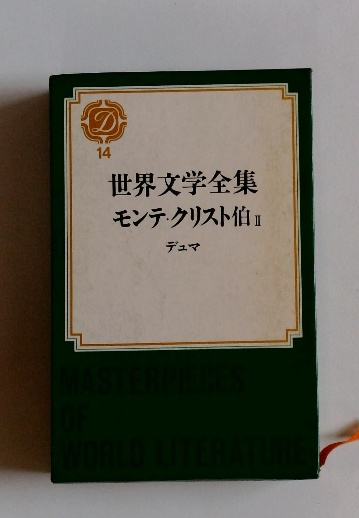 D
14
世界文学全集
モンテ・クリスト伯 II
デュマ
MASTERPIECES
OF
WORLD LITERATURE